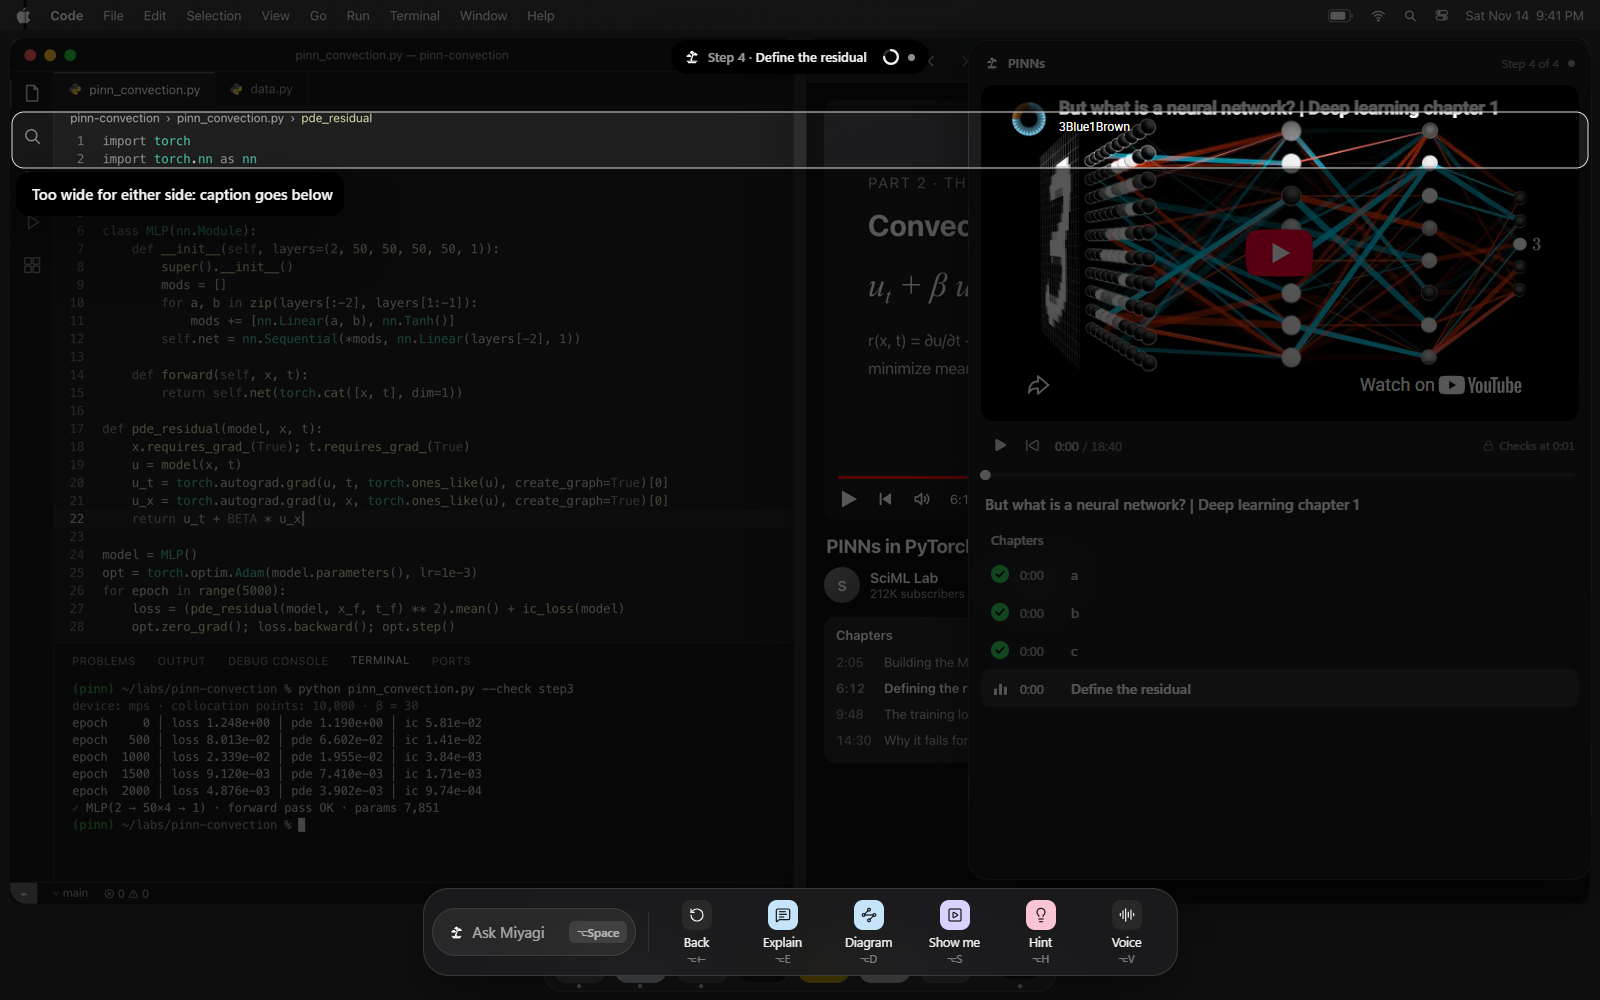 Code File Edit Selection View Go Run Terminal Window Help
Sat Nov 14 9:41 PM
pinn_convection.py — pinn-convection
Step 4 · Define the residual
pinn_convection.py
data.py
pinn-convection › pinn_convection.py › pde_residual
1 import torch
2 import torch.nn as nn
Too wide for either side: caption goes below
6 class MLP(nn.Module):
7 def __init__(self, layers=(2, 50, 50, 50, 50, 1)):
8 super().__init__()
9 mods = []
10 for a, b in zip(layers[:-2], layers[1:-1]):
11 mods += [nn.Linear(a, b), nn.Tanh()]
12 self.net = nn.Sequential(*mods, nn.Linear(layers[-2], 1))
13
14 def forward(self, x, t):
15 return self.net(torch.cat([x, t], dim=1))
16
17 def pde_residual(model, x, t):
18 x.requires_grad_(True); t.requires_grad_(True)
19 u = model(x, t)
20 u_t = torch.autograd.grad(u, t, torch.ones_like(u), create_graph=True)[0]
21 u_x = torch.autograd.grad(u, x, torch.ones_like(u), create_graph=True)[0]
22 return u_t + BETA * u_x
23
24 model = MLP()
25 opt = torch.optim.Adam(model.parameters(), lr=1e-3)
26 for epoch in range(5000):
27 loss = (pde_residual(model, x_f, t_f) ** 2).mean() + ic_loss(model)
28 opt.zero_grad(); loss.backward(); opt.step()
PROBLEMS OUTPUT DEBUG CONSOLE TERMINAL PORTS
(pinn) ~/labs/pinn-convection % python pinn_convection.py --check step3
device: mps · collocation points: 10,000 · β = 30
epoch 0 | loss 1.248e+00 | pde 1.190e+00 | ic 5.81e-02
epoch 500 | loss 8.013e-02 | pde 6.602e-02 | ic 1.41e-02
epoch 1000 | loss 2.339e-02 | pde 1.955e-02 | ic 3.84e-03
epoch 1500 | loss 9.120e-03 | pde 7.410e-03 | ic 1.71e-03
epoch 2000 | loss 4.876e-03 | pde 3.902e-03 | ic 9.74e-04
✓ MLP(2 → 50×4 → 1) · forward pass OK · params 7,851
(pinn) ~/labs/pinn-convection %
main 0 0
PART 2 · TH
Convec
u_t + β u
r(x, t) = ∂u/∂t
minimize mea
6:1
PINNs in PyTorc
S
SciML Lab
212K subscribers
Chapters
2:05 Building the M
6:12 Defining the r
9:48 The training lo
14:30 Why it fails for
PINNs
Step 4 of 4
But what is a neural network? | Deep learning chapter 1
3Blue1Brown
3
Watch on YouTube
0:00 / 18:40
Checks at 0:01
But what is a neural network? | Deep learning chapter 1
Chapters
0:00 a
0:00 b
0:00 c
0:00 Define the residual
Ask Miyagi ⌥Space
Back Explain Diagram Show me Hint Voice
⌥← ⌥E ⌥D ⌥S ⌥H ⌥V